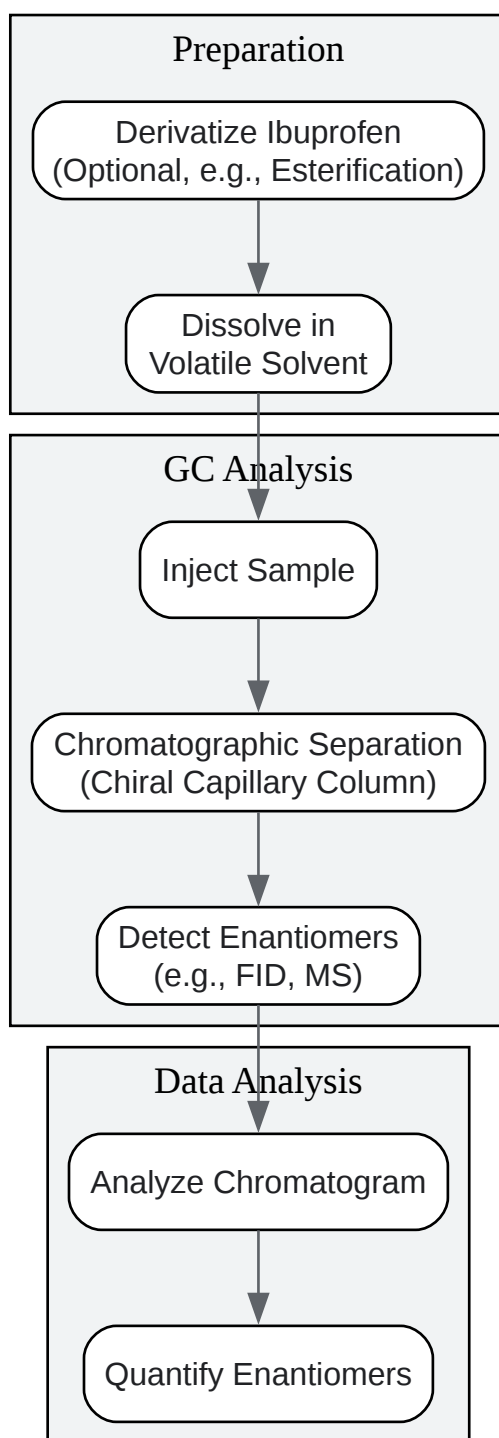 Preparation
Derivatize Ibuprofen
(Optional, e.g., Esterification)
Dissolve in
Volatile Solvent
GC Analysis
Inject Sample
Chromatographic Separation
(Chiral Capillary Column)
Detect Enantiomers
(e.g., FID, MS)
Data Analysis
Analyze Chromatogram
Quantify Enantiomers